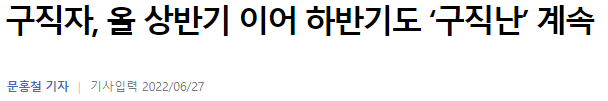 구직자, 올 상반기 이어 하반기도 ‘구직난’ 계속
문홍철 기자 | 기사입력 2022/06/27